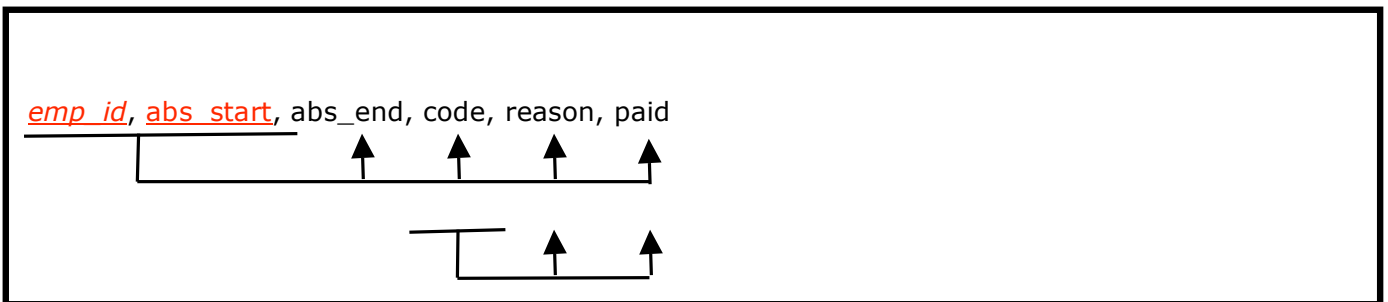 emp_id, abs_start, abs_end, code, reason, paid